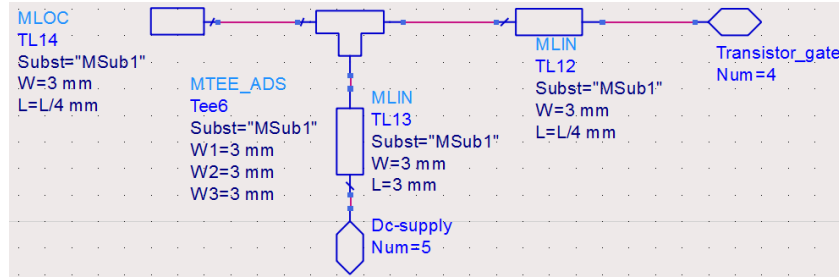 MLOC
TL14
Subst="MSub1"
W=3 mm
L=L/4 mm
MTEE_ADS
Tee6
Subst="MSub1"
W1=3 mm
W2=3 mm
W3=3 mm
MLIN
TL13
Subst="MSub1"
W=3 mm
L=3 mm
MLIN
TL12
Subst="MSub1"
W=3 mm
L=L/4 mm
Transistor_gate
Num=4
Dc-supply
Num=5